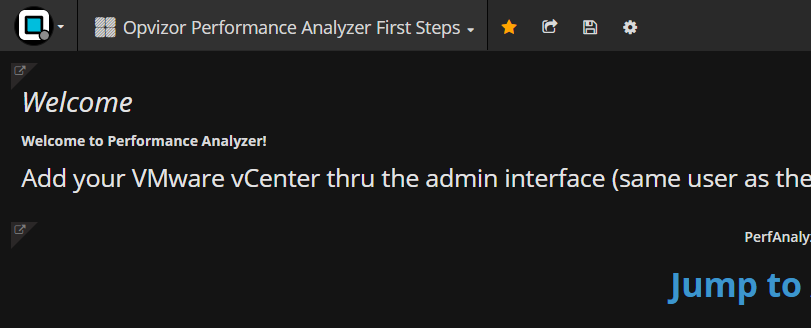 Opvizor Performance Analyzer First Steps
Welcome
Welcome to Performance Analyzer!
Add your VMware vCenter thru the admin interface (same user as the
PerfAnaly
Jump to